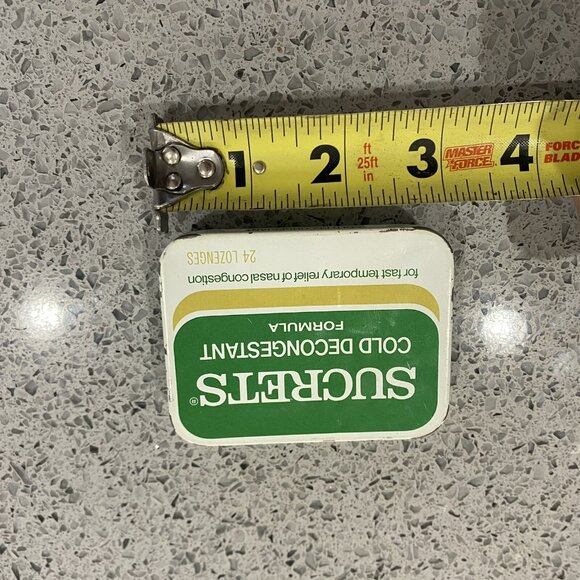 1 2 ft 3 MASTER 4 FORC
25ft FORCE BLAD
in
SUCRETS®
COLD DECONGESTANT
FORMULA
for fast temporary relief of nasal congestion
24 LOZENGES